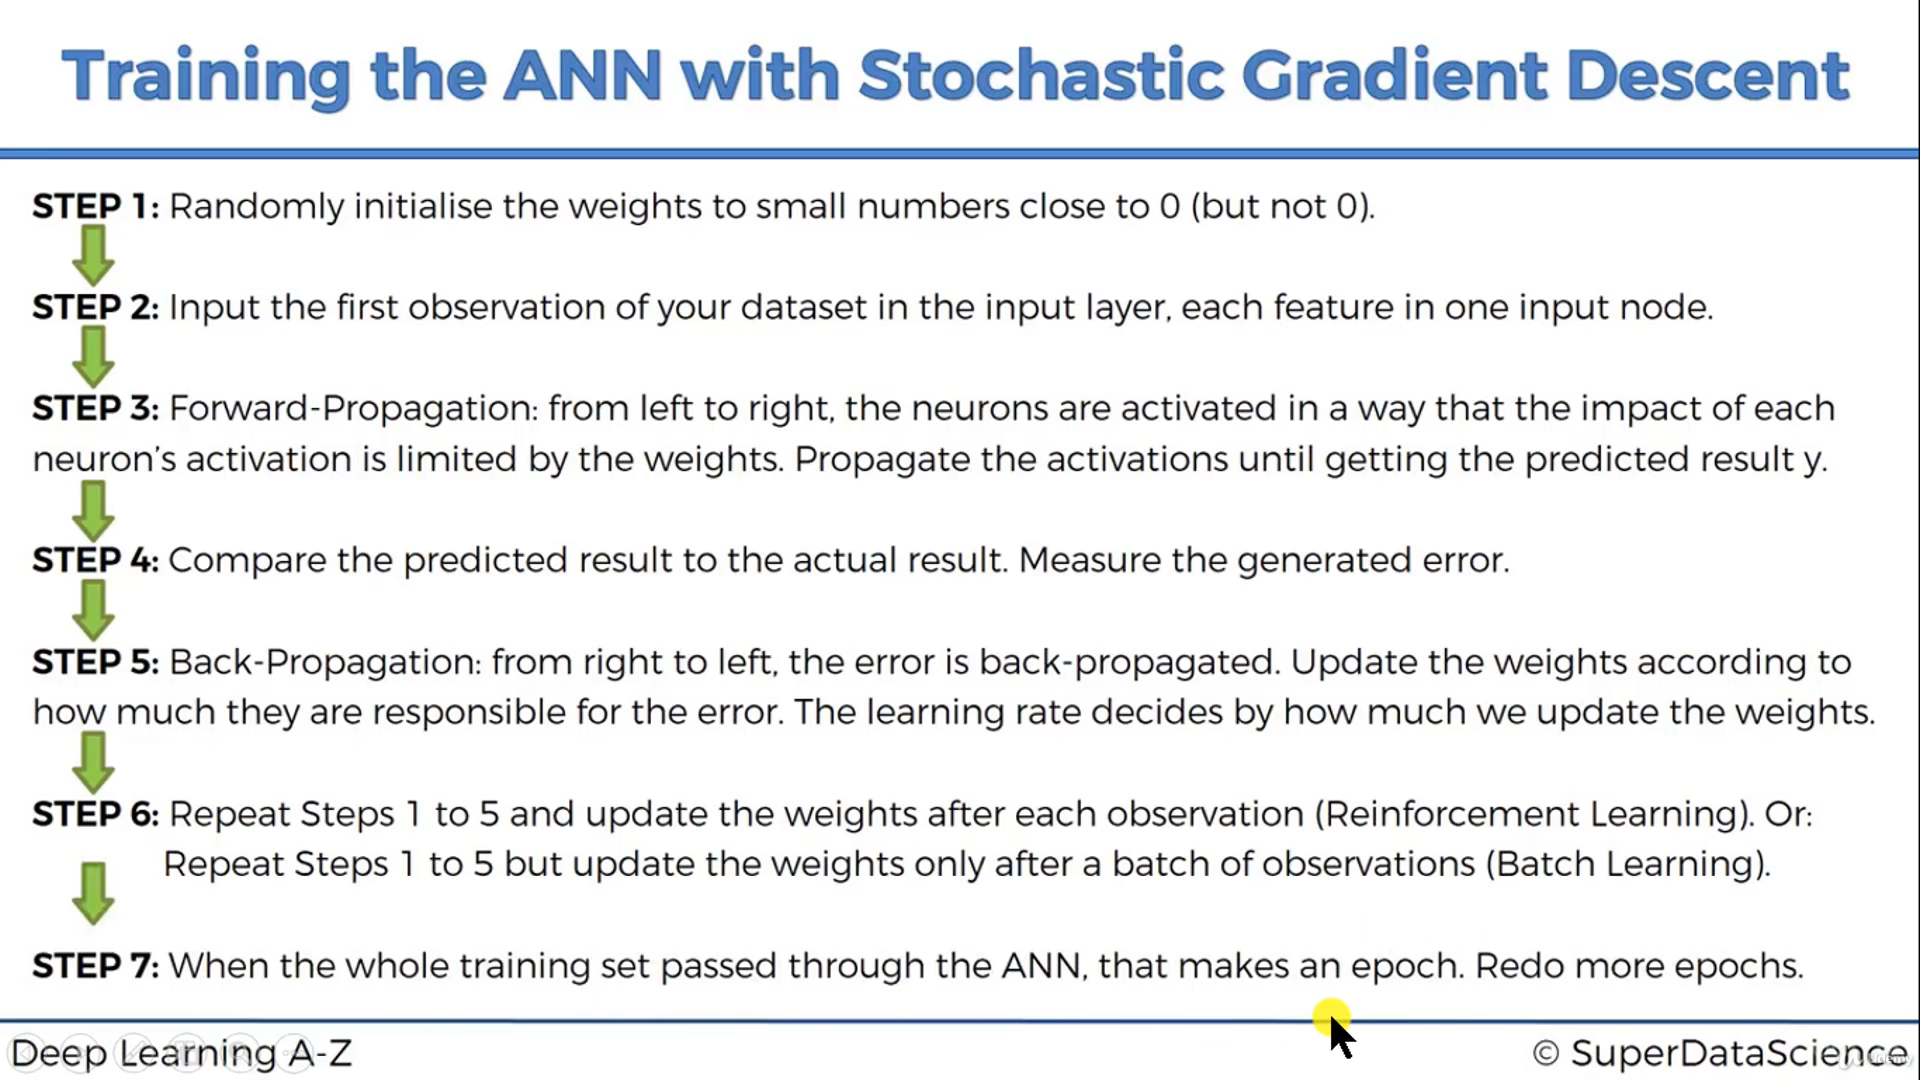 Training the ANN with Stochastic Gradient Descent
STEP 1: Randomly initialise the weights to small numbers close to 0 (but not 0).
STEP 2: Input the first observation of your dataset in the input layer, each feature in one input node.
STEP 3: Forward-Propagation: from left to right, the neurons are activated in a way that the impact of each
neuron's activation is limited by the weights. Propagate the activations until getting the predicted result y.
STEP 4: Compare the predicted result to the actual result. Measure the generated error.
STEP 5: Back-Propagation: from right to left, the error is back-propagated. Update the weights according to
how much they are responsible for the error. The learning rate decides by how much we update the weights.
STEP 6: Repeat Steps 1 to 5 and update the weights after each observation (Reinforcement Learning). Or:
Repeat Steps 1 to 5 but update the weights only after a batch of observations (Batch Learning).
STEP 7: When the whole training set passed through the ANN, that makes an epoch. Redo more epochs.
Deep Learning A-Z
© SuperDataScience